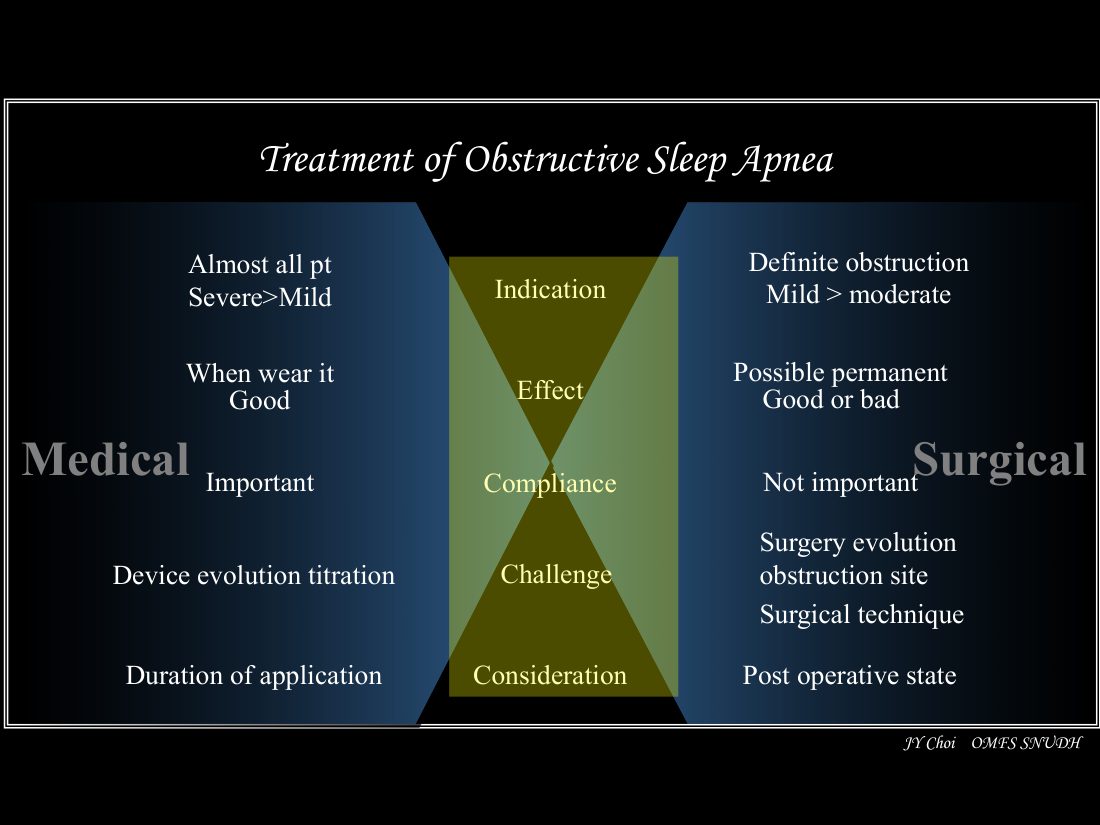 Treatment of Obstructive Sleep Apnea
Almost all pt
Severe>Mild
Indication
Definite obstruction
Mild > moderate
When wear it
Good
Effect
Possible permanent
Good or bad
Medical
Surgical
Important
Compliance
Not important
Device evolution titration
Challenge
Surgery evolution
obstruction site
Surgical technique
Duration of application
Consideration
Post operative state
JY Choi OMFS SNUDH